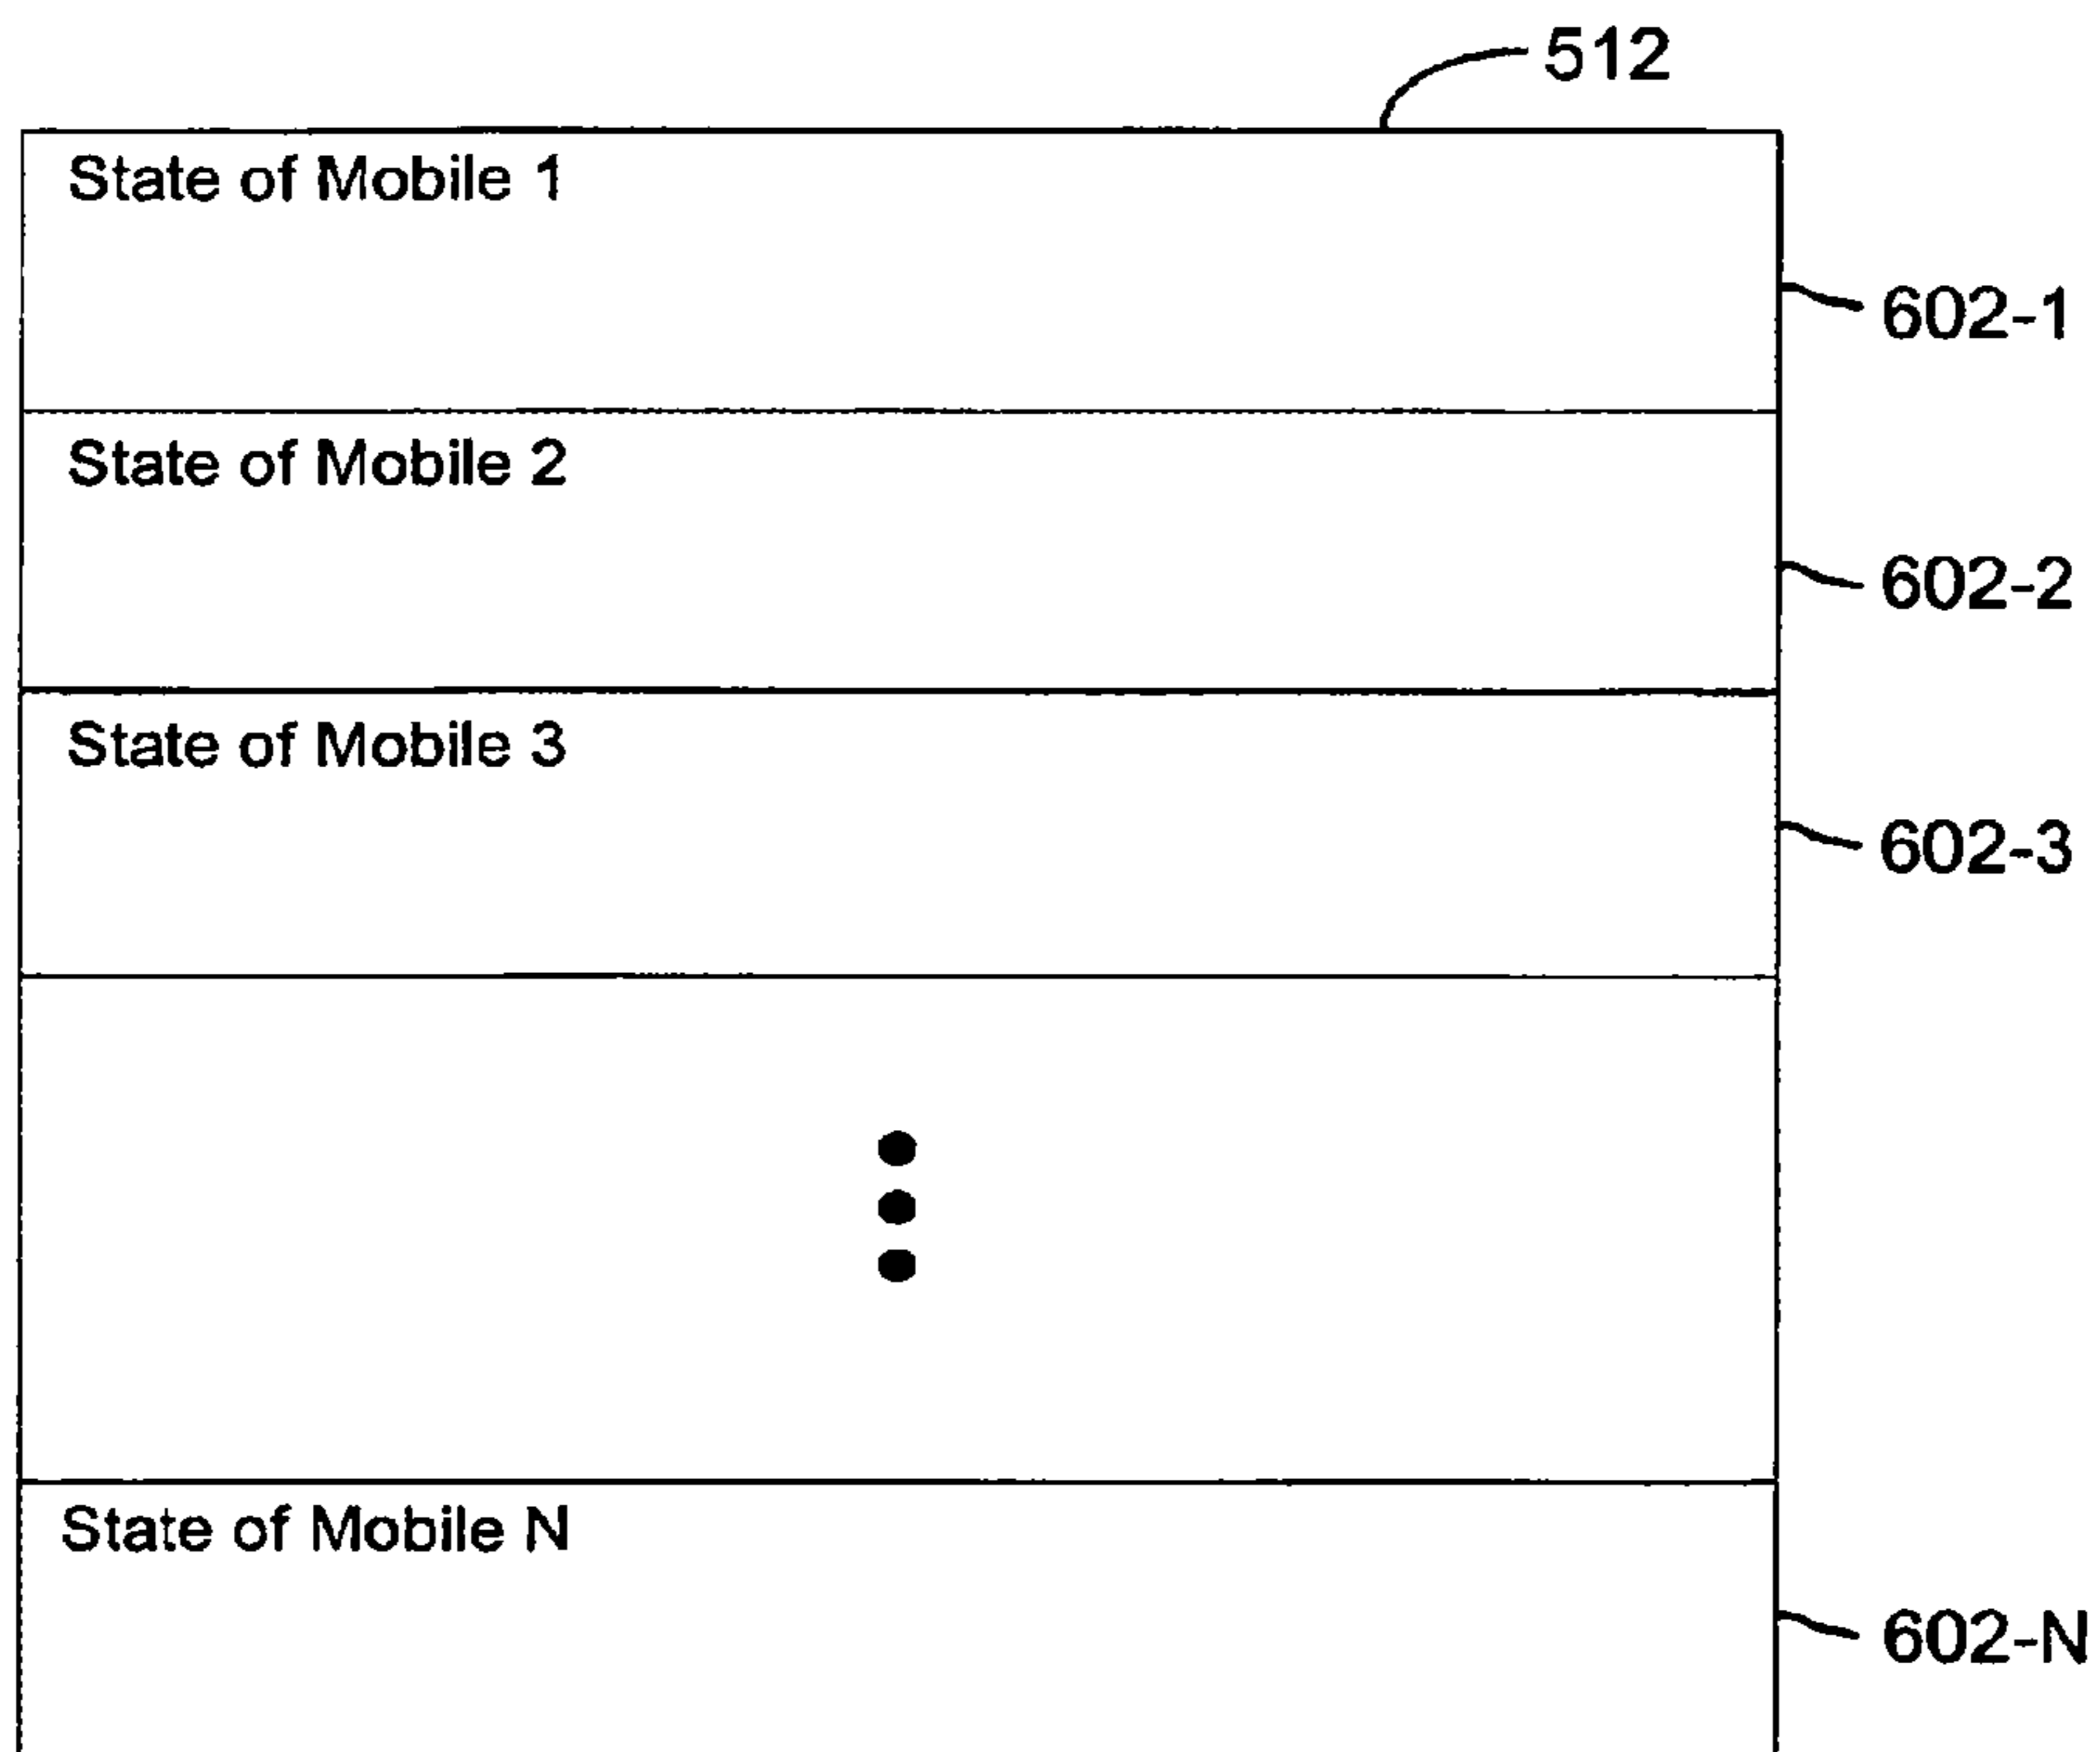 512
State of Mobile 1
602-1
State of Mobile 2
602-2
State of Mobile 3
602-3
State of Mobile N
602-N